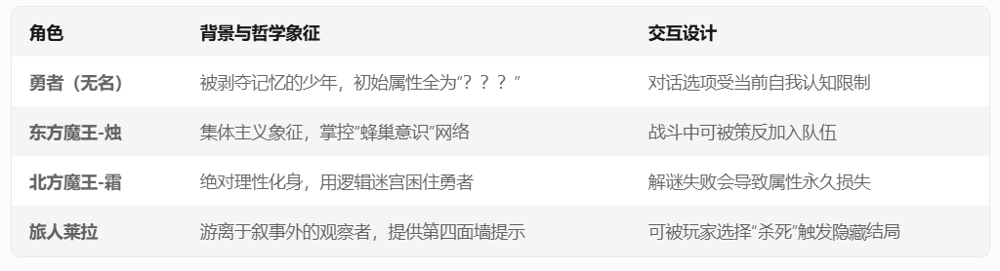 角色 背景与哲学象征 交互设计
勇者（无名） 被剥夺记忆的少年，初始属性全为“？？？” 对话选项受当前自我认知限制
东方魔王-烛 集体主义象征，掌控“蜂巢意识”网络 战斗中可被策反加入队伍
北方魔王-霜 绝对理性化身，用逻辑迷宫困住勇者 解谜失败会导致属性永久损失
旅人莱拉 游离于叙事外的观察者，提供第四面墙提示 可被玩家选择“杀死”触发隐藏结局